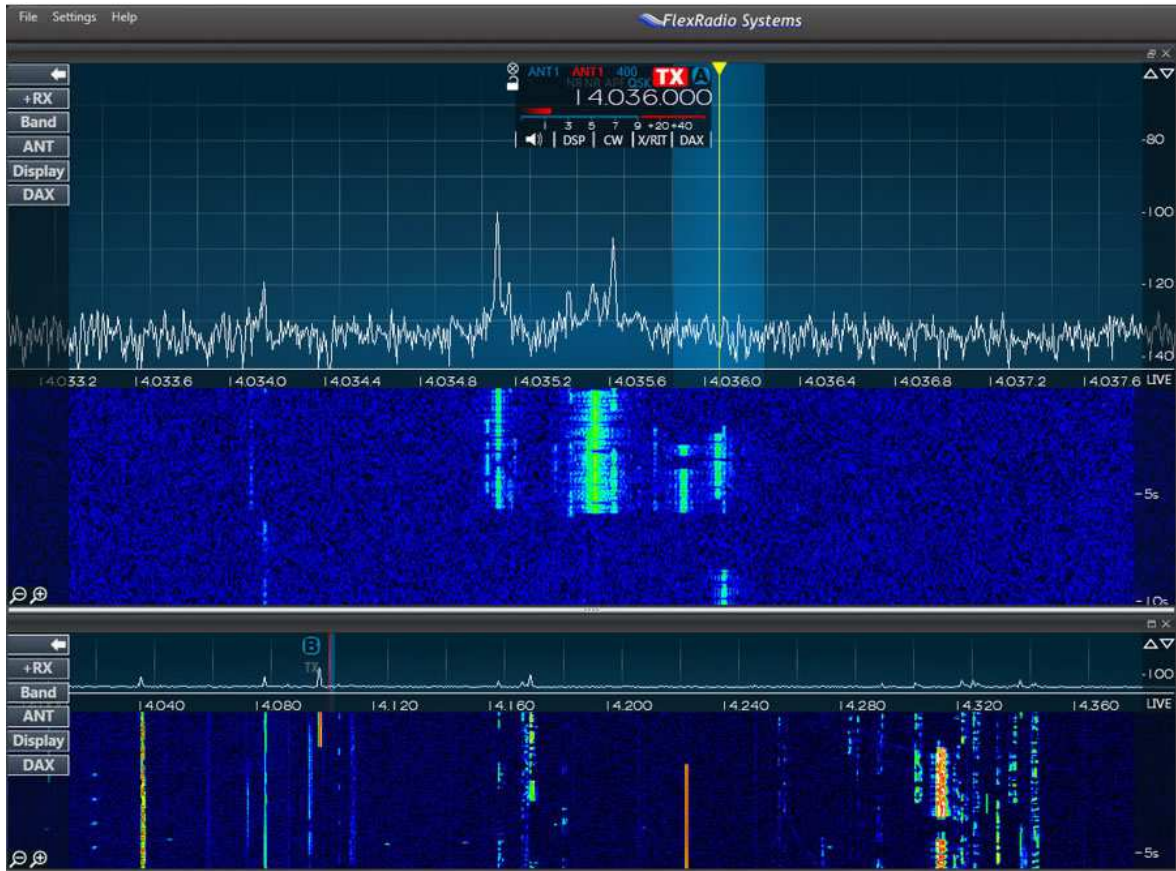 File Settings Help
FlexRadio Systems
ANT1 ANT1 400 TX A
NR NR APF QSK
14.036.000
1 3 5 7 9 +20 +40
DSP CW X/RIT DAX
+RX
Band
ANT
Display
DAX
-80
-100
-120
-140
14.033.2 14.033.6 14.034.0 14.034.4 14.034.8 14.035.2 14.035.6 14.036.0 14.036.4 14.036.8 14.037.2 14.037.6 LIVE
-5s
-10s
B
TX
+RX
Band
ANT
Display
DAX
-100
14.040 14.080 14.120 14.160 14.200 14.240 14.280 14.320 14.360 LIVE
-5s